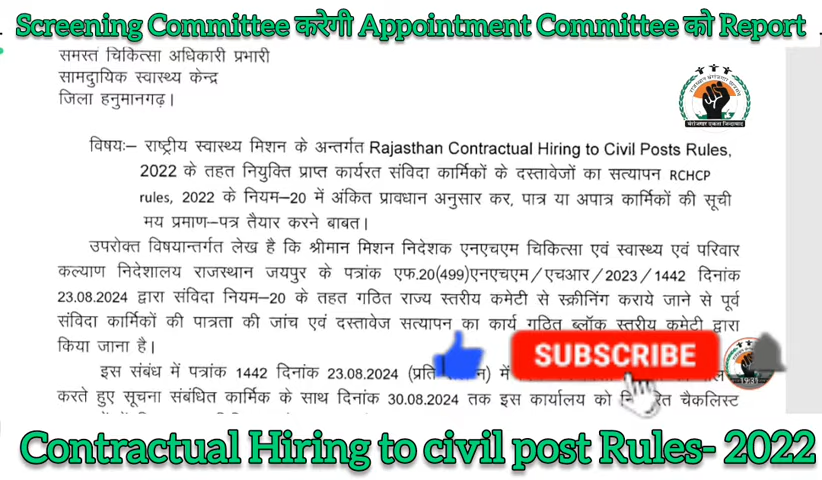 Screening Committee करेगी Appointment Committee को Report
समस्त चिकित्सा अधिकारी प्रभारी
सामुदायिक स्वास्थ्य केन्द्र
जिला हनुमानगढ़।
विषयः– राष्ट्रीय स्वास्थ्य मिशन के अन्तर्गत Rajasthan Contractual Hiring to Civil Posts Rules,
2022 के तहत नियुक्ति प्राप्त कार्यरत संविदा कार्मिकों के दस्तावेजों का सत्यापन RCHCP
rules, 2022 के नियम–20 में अंकित प्रावधान अनुसार कर, पात्र या अपात्र कार्मिकों की सूची
मय प्रमाण–पत्र तैयार करने बाबत।
उपरोक्त विषयान्तर्गत लेख है कि श्रीमान मिशन निदेशक एनएचएम चिकित्सा एवं स्वास्थ्य एवं परिवार
कल्याण निदेशालय राजस्थान जयपुर के पत्रांक एफ.20(499)एनएचएम/एचआर/2023/1442 दिनांक
23.08.2024 द्वारा संविदा नियम–20 के तहत गठित राज्य स्तरीय कमेटी से स्क्रीनिंग कराये जाने से पूर्व
संविदा कार्मिकों की पात्रता की जांच एवं दस्तावेज सत्यापन का कार्य गठित ब्लॉक स्तरीय कमेटी द्वारा
किया जाना है।
SUBSCRIBE
19:31
इस संबंध में पत्रांक 1442 दिनांक 23.08.2024 में
करते हुए सूचना संबंधित कार्मिक के साथ दिनांक 30.08.2024 तक इस कार्यालय को चैकलिस्ट
Contractual Hiring to civil post Rules- 2022